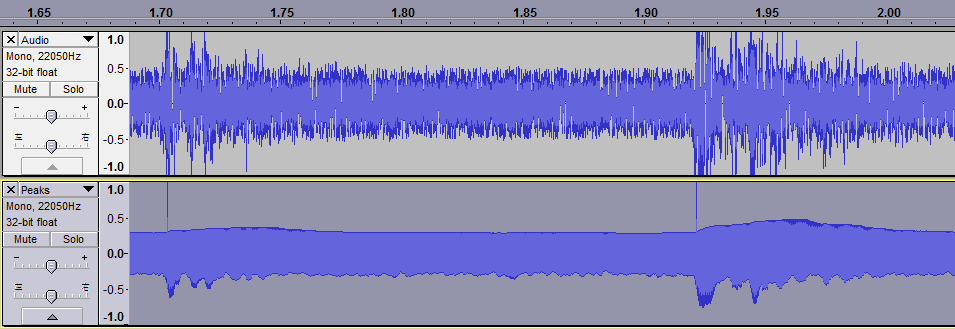 1.65 1.70 1.75 1.80 1.85 1.90 1.95 2.00
X Audio ▼
Mono, 22050Hz
32-bit float
Mute Solo
- +
L R
1.0
0.5
0.0
-0.5
-1.0
X Peaks ▼
Mono, 22050Hz
32-bit float
Mute Solo
- +
L R
1.0
0.5
0.0
-0.5
-1.0